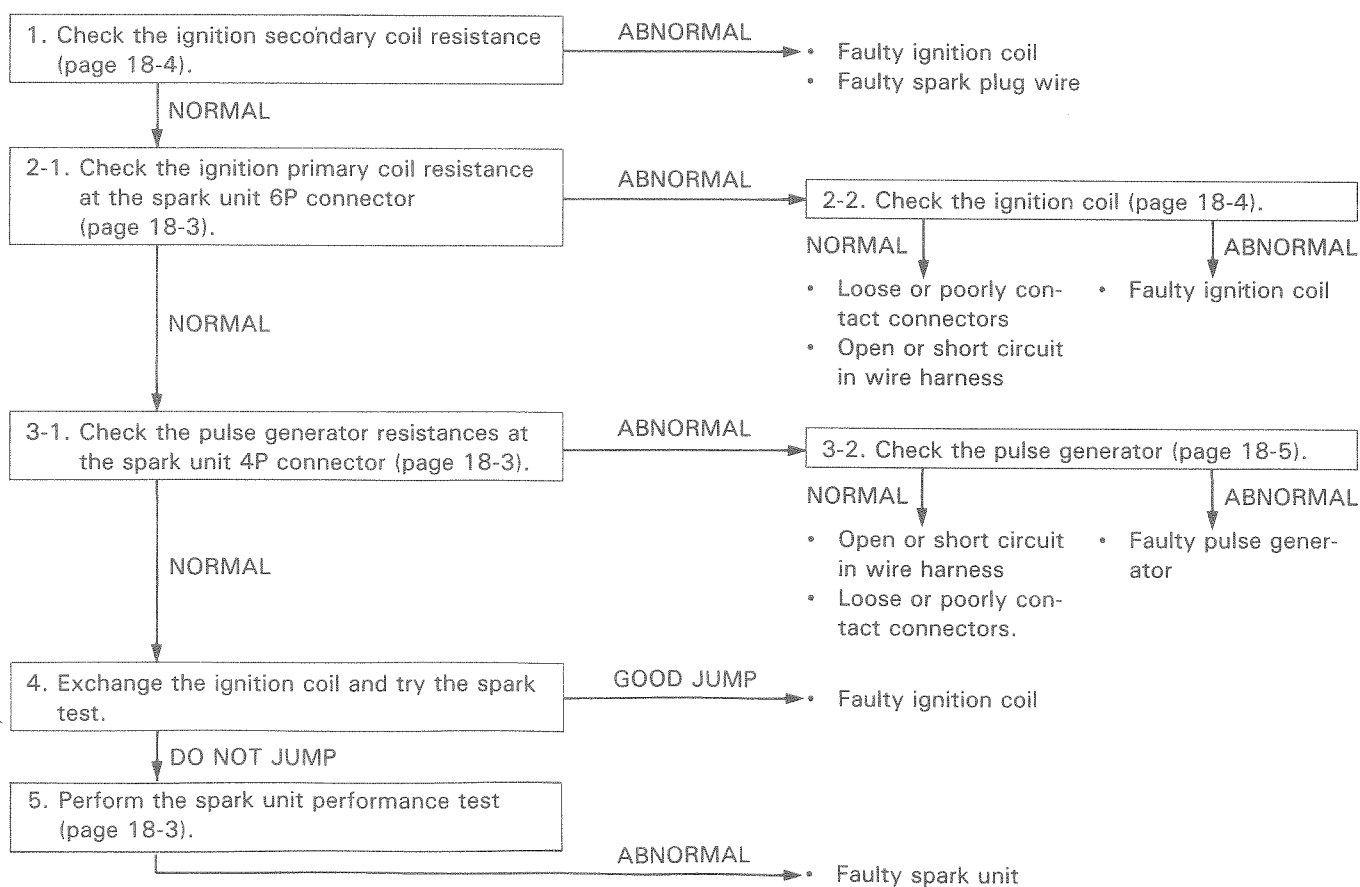 1. Check the ignition secondary coil resistance
(page 18-4).
ABNORMAL
• Faulty ignition coil
• Faulty spark plug wire
NORMAL
2-1. Check the ignition primary coil resistance
at the spark unit 6P connector
(page 18-3).
ABNORMAL
2-2. Check the ignition coil (page 18-4).
NORMAL
• Loose or poorly con-
tact connectors
• Open or short circuit
in wire harness
ABNORMAL
• Faulty ignition coil
NORMAL
3-1. Check the pulse generator resistances at
the spark unit 4P connector (page 18-3).
ABNORMAL
3-2. Check the pulse generator (page 18-5).
NORMAL
• Open or short circuit
in wire harness
• Loose or poorly con-
tact connectors.
ABNORMAL
• Faulty pulse gener-
ator
NORMAL
4. Exchange the ignition coil and try the spark
test.
GOOD JUMP
• Faulty ignition coil
DO NOT JUMP
5. Perform the spark unit performance test
(page 18-3).
ABNORMAL
• Faulty spark unit